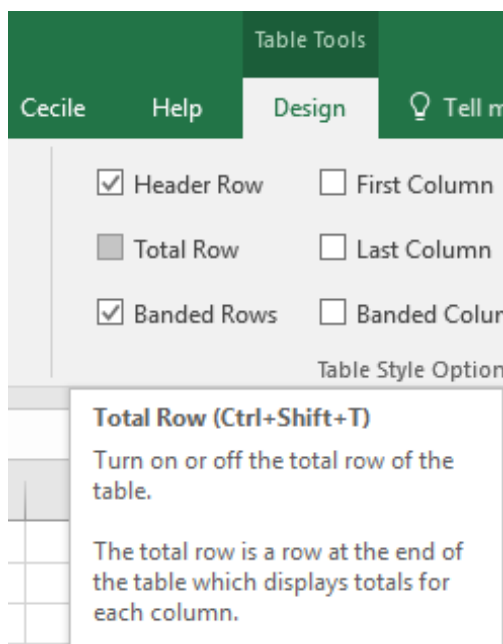 Table Tools
Cecile Help Design Tell
Header Row First Column
Total Row Last Column
Banded Rows Banded
Table Style
Total Row (Ctrl+Shift+T)
Turn on or off the total row of the
table.
The total row is a row at the end of
the table which displays totals for
each column.